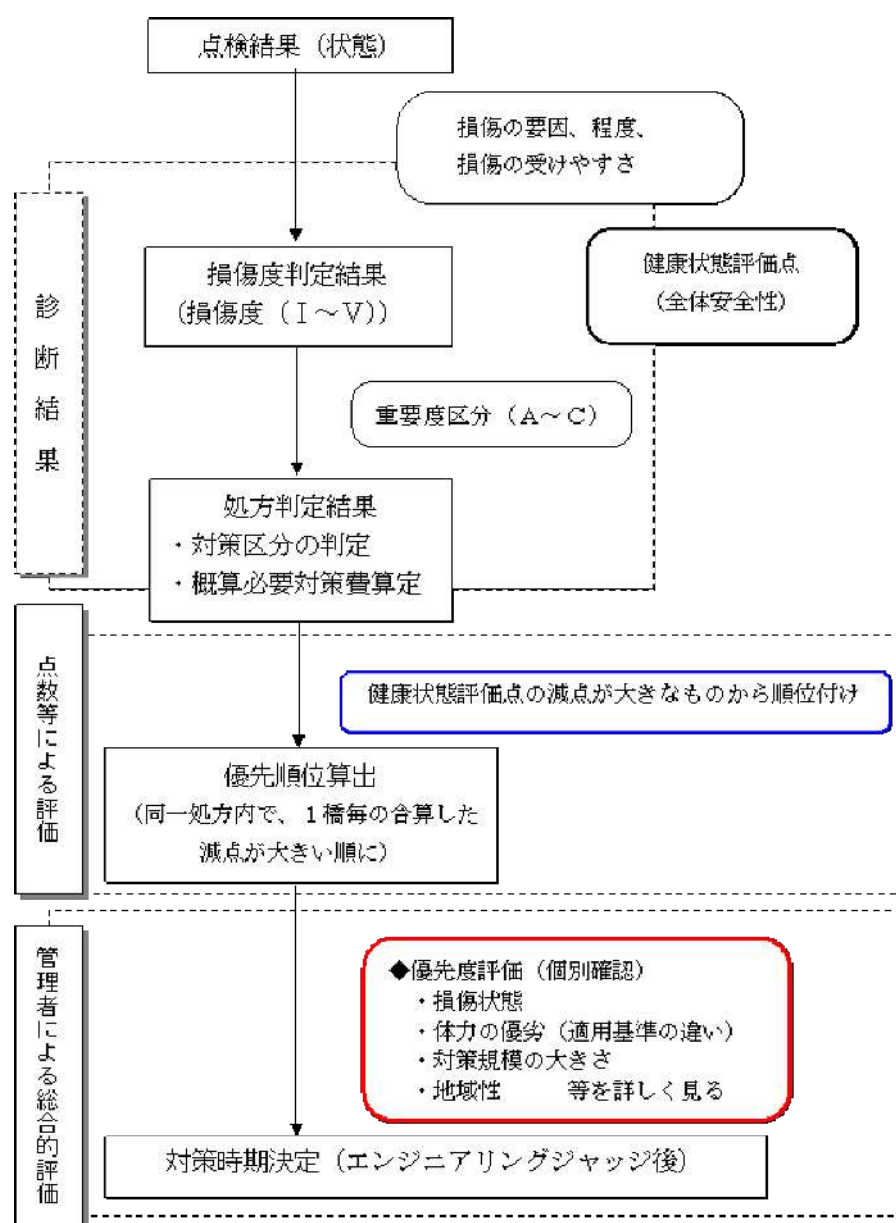 点検結果（状態）
損傷の要因、程度、
損傷の受けやすさ
診断結果
損傷度判定結果
(損傷度（Ⅰ～Ⅴ))
健康状態評価点
(全体安全性)
重要度区分（A～C）
処方判定結果
・対策区分の判定
・概算必要対策費算定
点数等による評価
健康状態評価点の減点が大きなものから順位付け
優先順位算出
(同一処方内で、１橋毎の合算した
減点が大きい順に)
管理者による総合的評価
◆優先度評価（個別確認）
・損傷状態
・体力の優劣（適用基準の違い）
・対策規模の大きさ
・地域性　　　等を詳しく見る
対策時期決定（エンジニアリングジャッジ後）